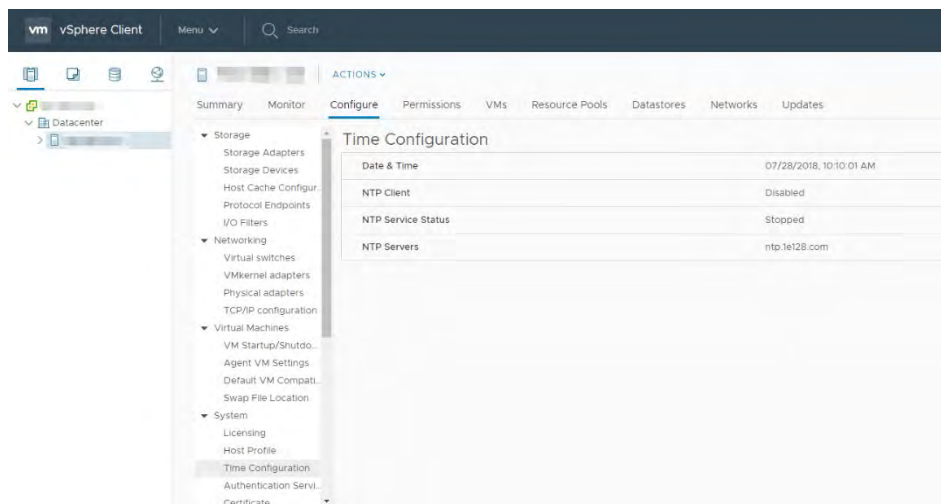 vm vSphere Client Menu Search
ACTIONS
Summary Monitor Configure Permissions VMs Resource Pools Datastores Networks Updates
Datacenter
Storage
Storage Adapters
Storage Devices
Host Cache Configur..
Protocol Endpoints
I/O Filters
Networking
Virtual switches
VMkernel adapters
Physical adapters
TCP/IP configuration
Virtual Machines
VM Startup/Shutdo...
Agent VM Settings
Default VM Compati...
Swap File Location
System
Licensing
Host Profile
Time Configuration
Authentication Servi...
Certificate
Time Configuration
Date & Time 07/28/2018, 10:10:01 AM
NTP Client Disabled
NTP Service Status Stopped
NTP Servers ntp.1e128.com